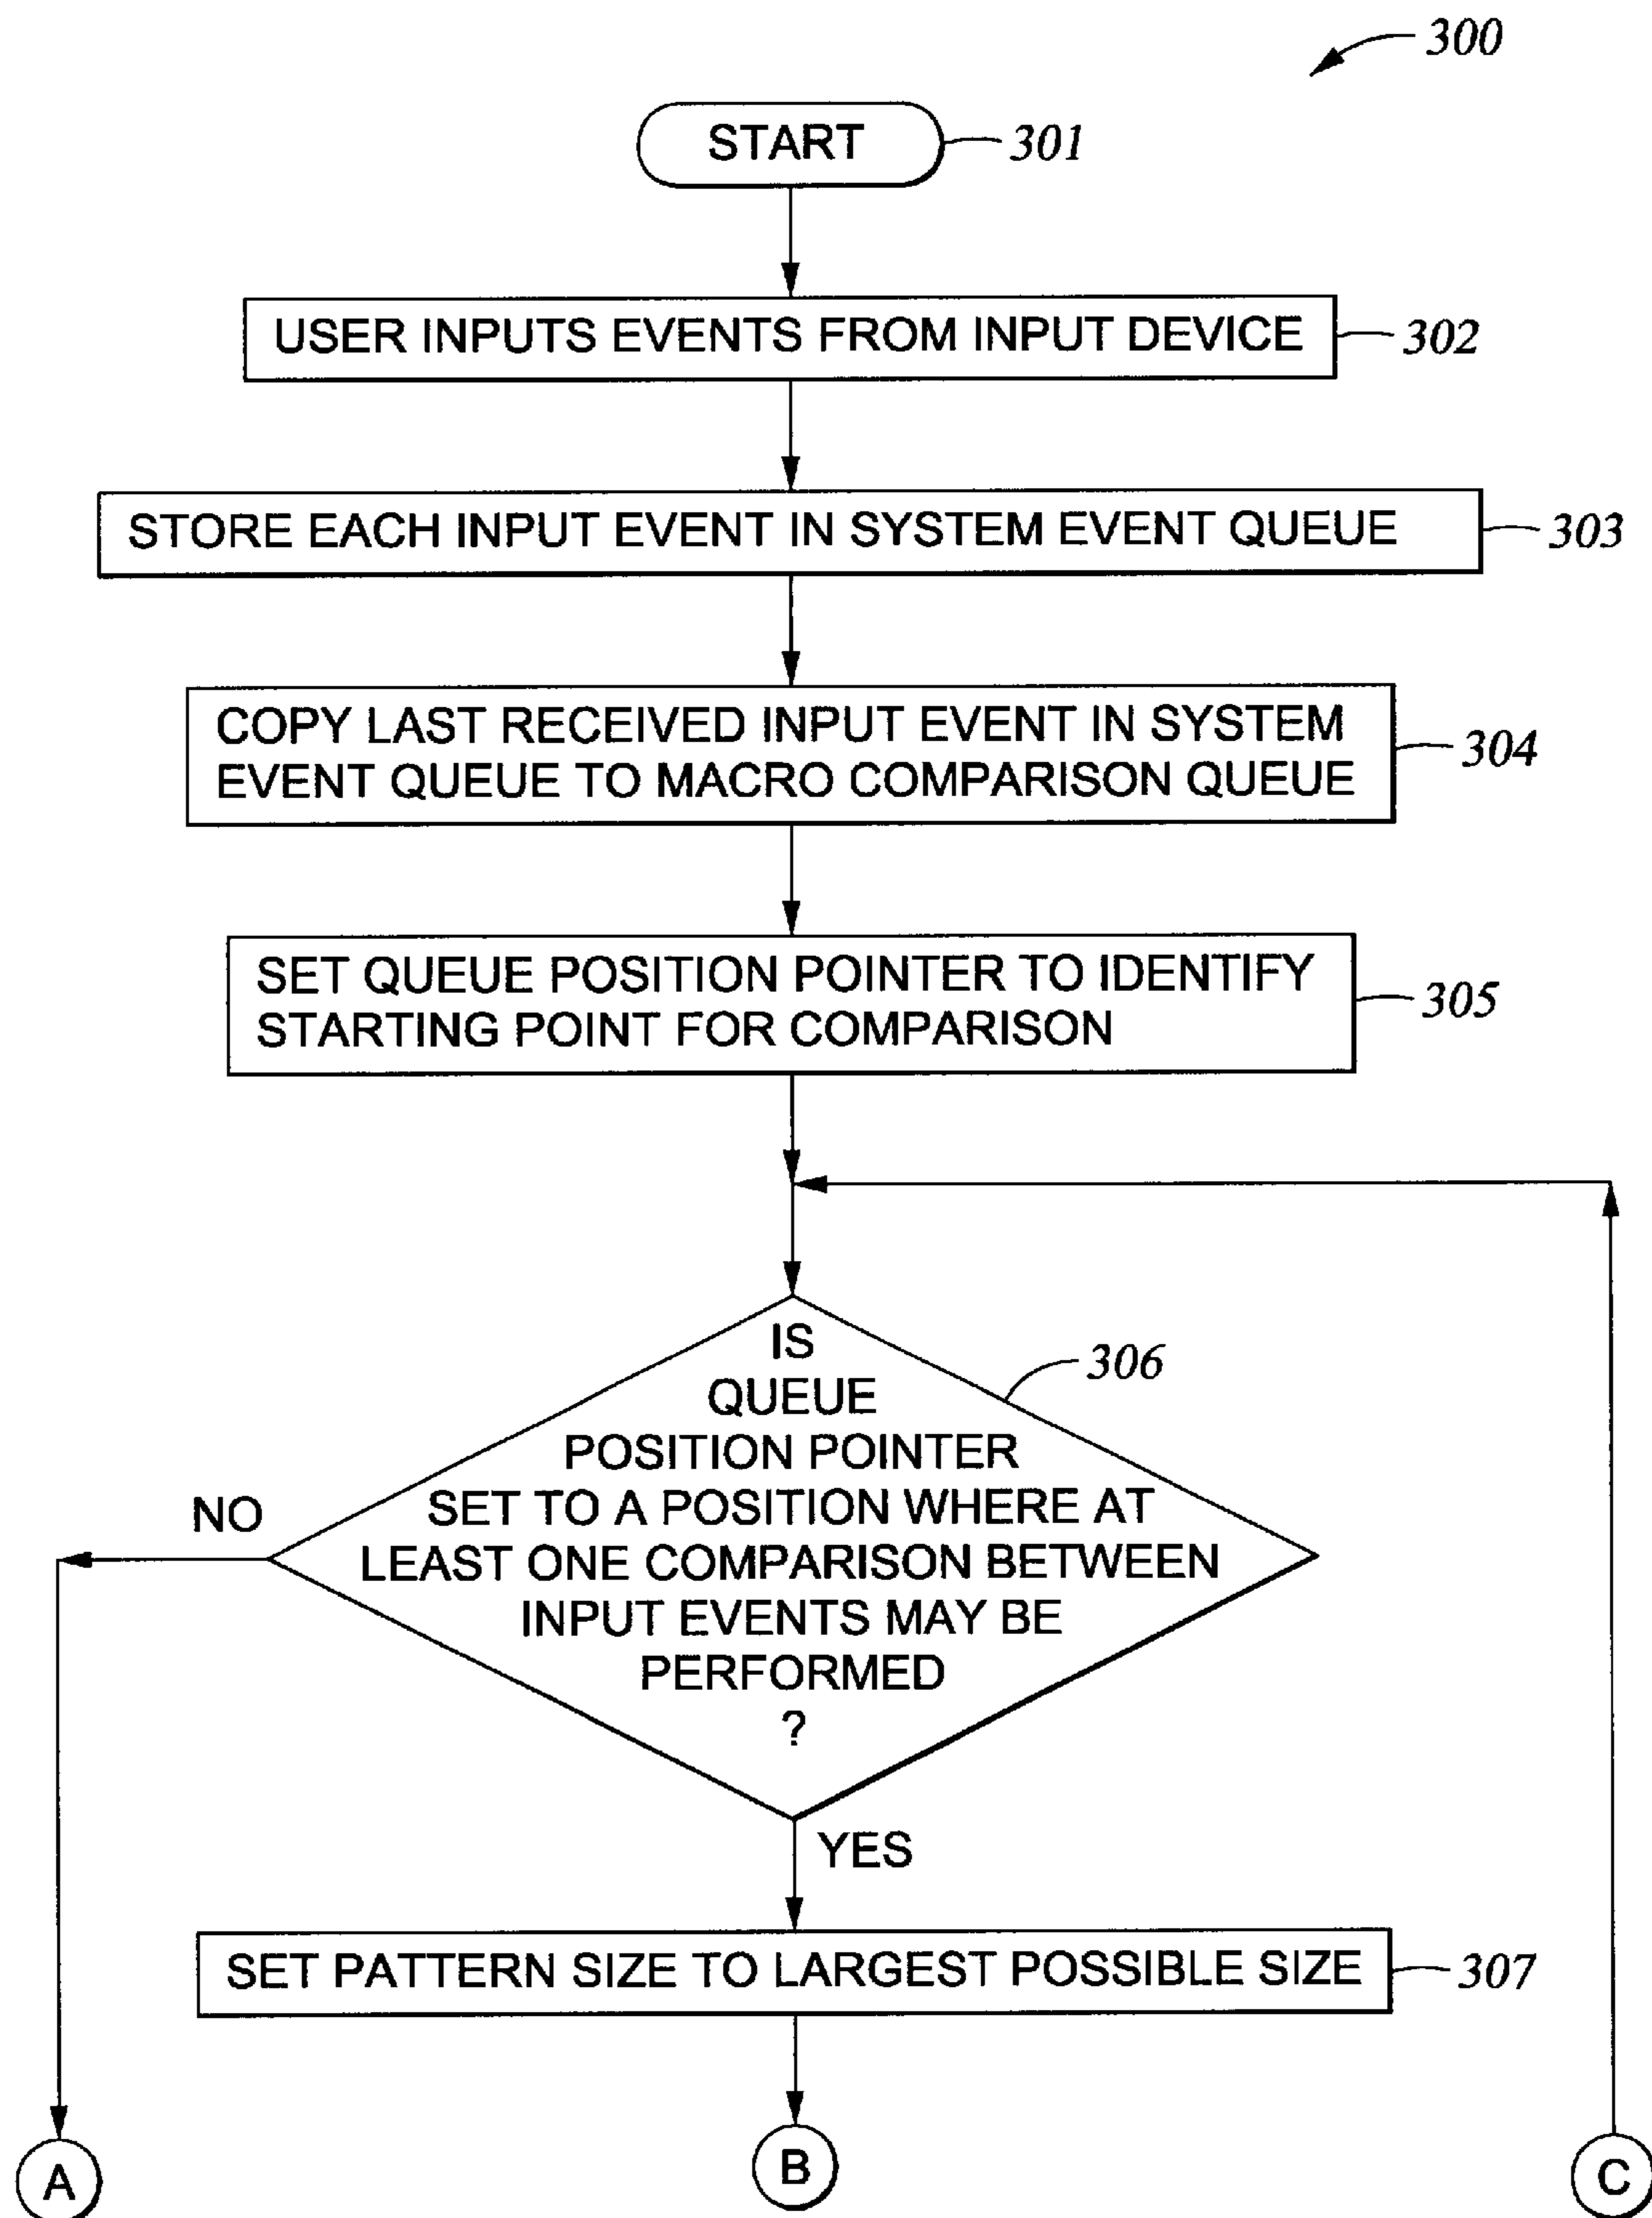 300
START
301
USER INPUTS EVENTS FROM INPUT DEVICE
302
STORE EACH INPUT EVENT IN SYSTEM EVENT QUEUE
303
COPY LAST RECEIVED INPUT EVENT IN SYSTEM
EVENT QUEUE TO MACRO COMPARISON QUEUE
304
SET QUEUE POSITION POINTER TO IDENTIFY
STARTING POINT FOR COMPARISON
305
IS
QUEUE
POSITION POINTER
SET TO A POSITION WHERE AT
LEAST ONE COMPARISON BETWEEN
INPUT EVENTS MAY BE
PERFORMED
?
306
NO
YES
SET PATTERN SIZE TO LARGEST POSSIBLE SIZE
307
A
B
C